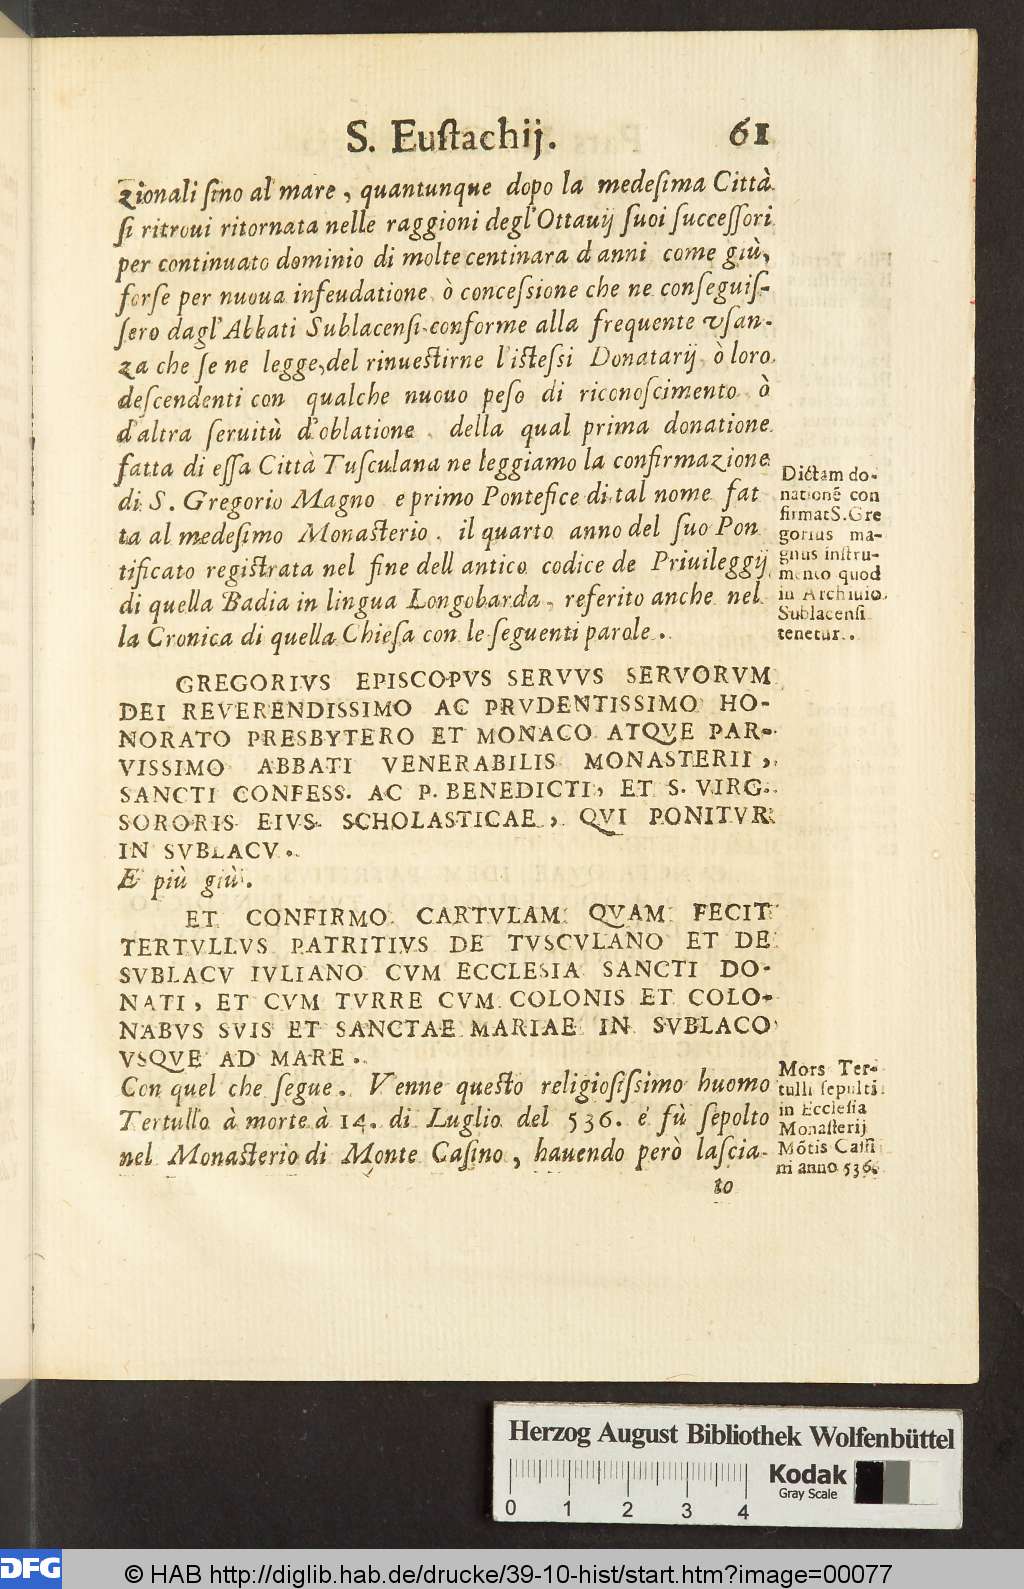 S. Eustachij. 61
zionali sino al mare, quantunque dopo la medesima Città
si ritroui ritornata nelle raggioni degl'Ottauij suoi successori
per continuato dominio di molte centinara d anni come giù,
forse per nuoua infeudatione ò concessione che ne conseguis-
sero dagl'Abbati Sublacensi conforme alla frequente vsan-
za che se ne legge, del rinuestirne l'istessi Donatarij ò loro
descendenti con qualche nuouo peso di riconoscimento ò
d'altra seruitù d'oblatione della qual prima donatione
fatta di essa Città Tusculana ne leggiamo la confirmazione
di S. Gregorio Magno e primo Pontefice di tal nome fat
ta al medesimo Monasterio. il quarto anno del suo Pon
tificato registrata nel fine dell antico codice de Priuileggij
di quella Badia in lingua Longobarda, referito anche nel
la Cronica di quella Chiesa con le seguenti parole.
Dictam do-
nationē con
firmat S. Gre
gorius ma-
gnus instru-
mento quod
in Archiuio
Sublacensi
tenetur.
GREGORIVS EPISCOPVS SERVVS SERVORVM
DEI REVERENDISSIMO AC PRVDENTISSIMO HO-
NORATO PRESBYTERO ET MONACO ATQVE PAR-
VISSIMO ABBATI VENERABILIS MONASTERII,
SANCTI CONFESS. AC P. BENEDICTI, ET S. VIRG.
SORORIS EIVS SCHOLASTICAE, QVI PONITVR
IN SVBLACV.
E più giù.
ET CONFIRMO CARTVLAM QVAM FECIT
TERTVLLVS PATRITIVS DE TVSCVLANO ET DE
SVBLACV IVLIANO CVM ECCLESIA SANCTI DO-
NATI, ET CVM TVRRE CVM COLONIS ET COLO-
NABVS SVIS ET SANCTAE MARIAE IN SVBLACO
VSQVE AD MARE.
Con quel che segue. Venne questo religiosissimo huomo
Tertullo à morte à 14. di Luglio del 536. é fù sepolto
nel Monasterio di Monte Casino, hauendo però lascia-
to
Mors Ter-
tulli sepulti
in Ecclesia
Monasterij
Mōtis Cassi
ni anno 536.
Herzog August Bibliothek Wolfenbüttel
Kodak
Gray Scale
0 1 2 3 4
DFG © HAB http://diglib.hab.de/drucke/39-10-hist/start.htm?image=00077